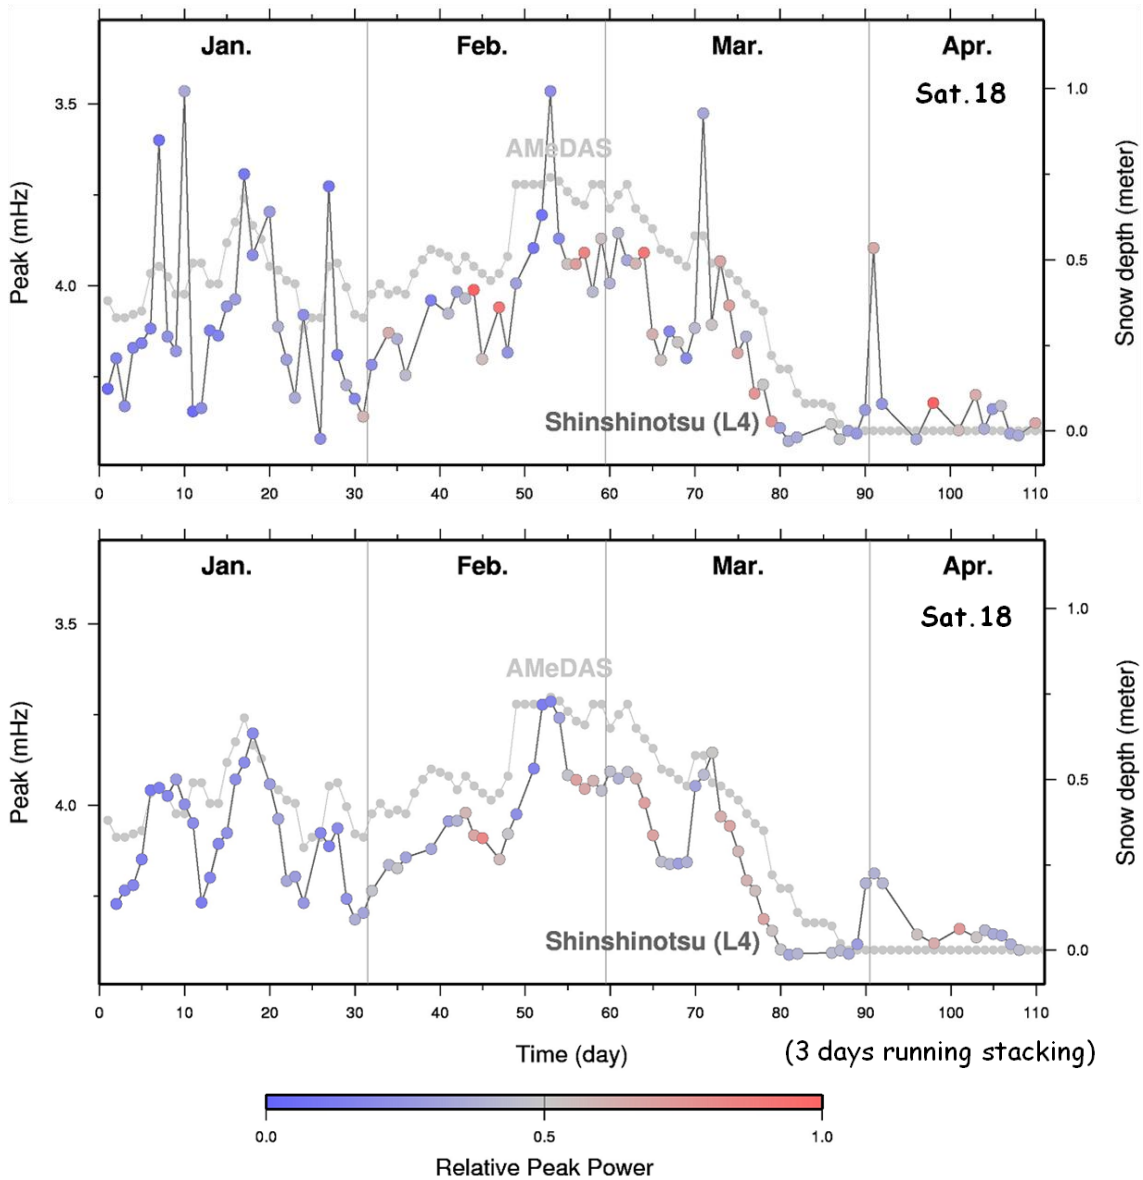 Jan. Feb. Mar. Apr.
Sat.18
3.5
4.0
Peak (mHz)
1.0
0.5
0.0
Snow depth (meter)
AMeDAS
Shinshinotsu (L4)
0 10 20 30 40 50 60 70 80 90 100 110
Jan. Feb. Mar. Apr.
Sat.18
3.5
4.0
Peak (mHz)
1.0
0.5
0.0
Snow depth (meter)
AMeDAS
Shinshinotsu (L4)
0 10 20 30 40 50 60 70 80 90 100 110
Time (day)
(3 days running stacking)
0.0 0.5 1.0
Relative Peak Power